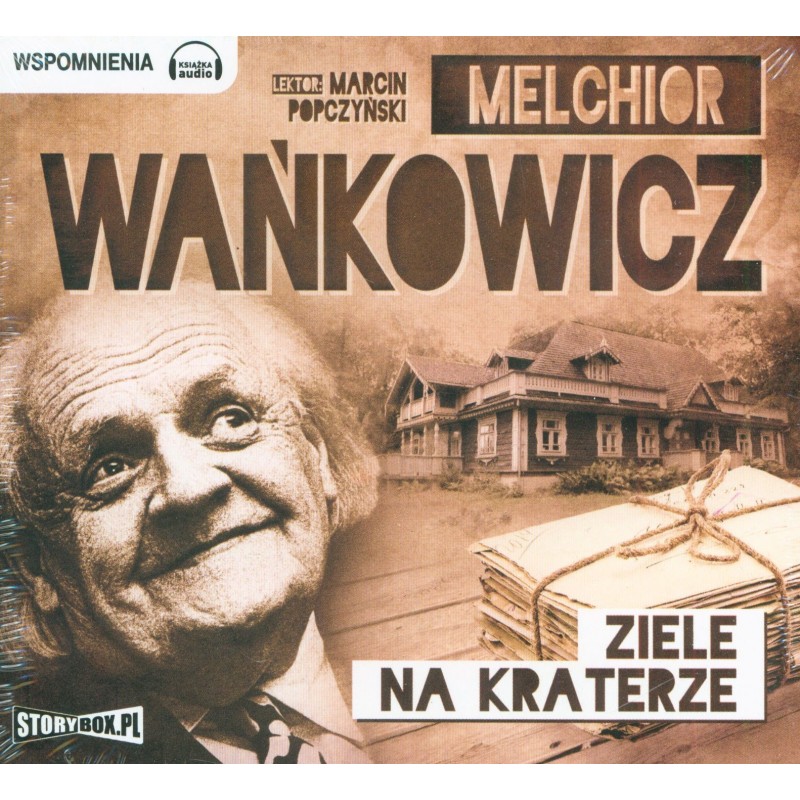 WSPOMNIENIA
KSIĄŻKA
audio
LEKTOR: MARCIN
POPCZYŃSKI
MELCHIOR
WAŃKOWICZ
ZIELE
NA KRATERZE
STORYBOX.PL